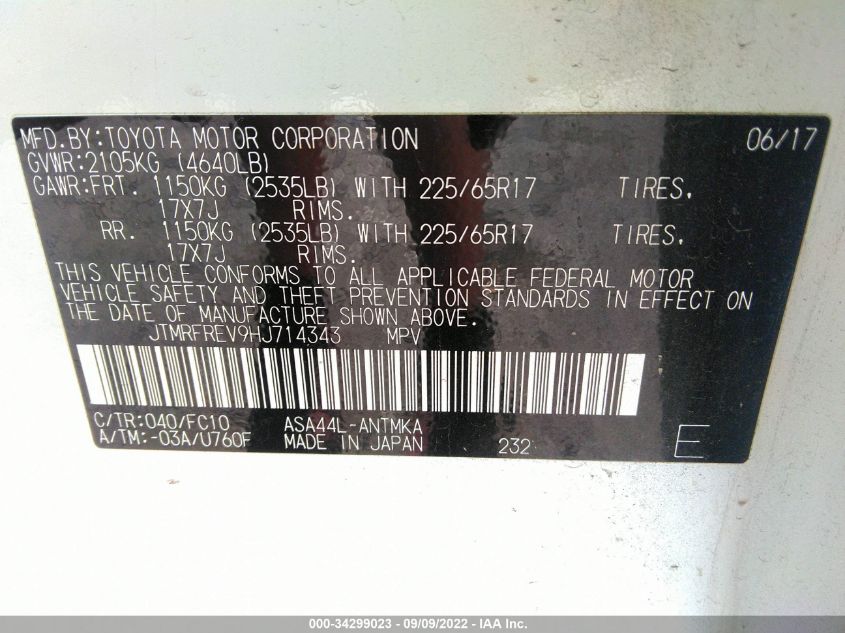 MFD.BY:TOYOTA MOTOR CORPORATION 06/17
GVWR:2105KG (4640LB)
GAWR:FRT. 1150KG (2535LB) WITH 225/65R17 TIRES,
17X7J RIMS.
RR. 1150KG (2535LB) WITH 225/65R17 TIRES,
17X7J RIMS.
THIS VEHICLE CONFORMS TO ALL APPLICABLE FEDERAL MOTOR
VEHICLE SAFETY AND THEFT PREVENTION STANDARDS IN EFFECT ON
THE DATE OF MANUFACTURE SHOWN ABOVE.
JTMRFREV9HJ714343 MPV
C/TR:040/FC10 ASA44L-ANTMKA
A/TM:-03A/U760F MADE IN JAPAN 232 E
000-34299023 - 09/09/2022 - IAA Inc.